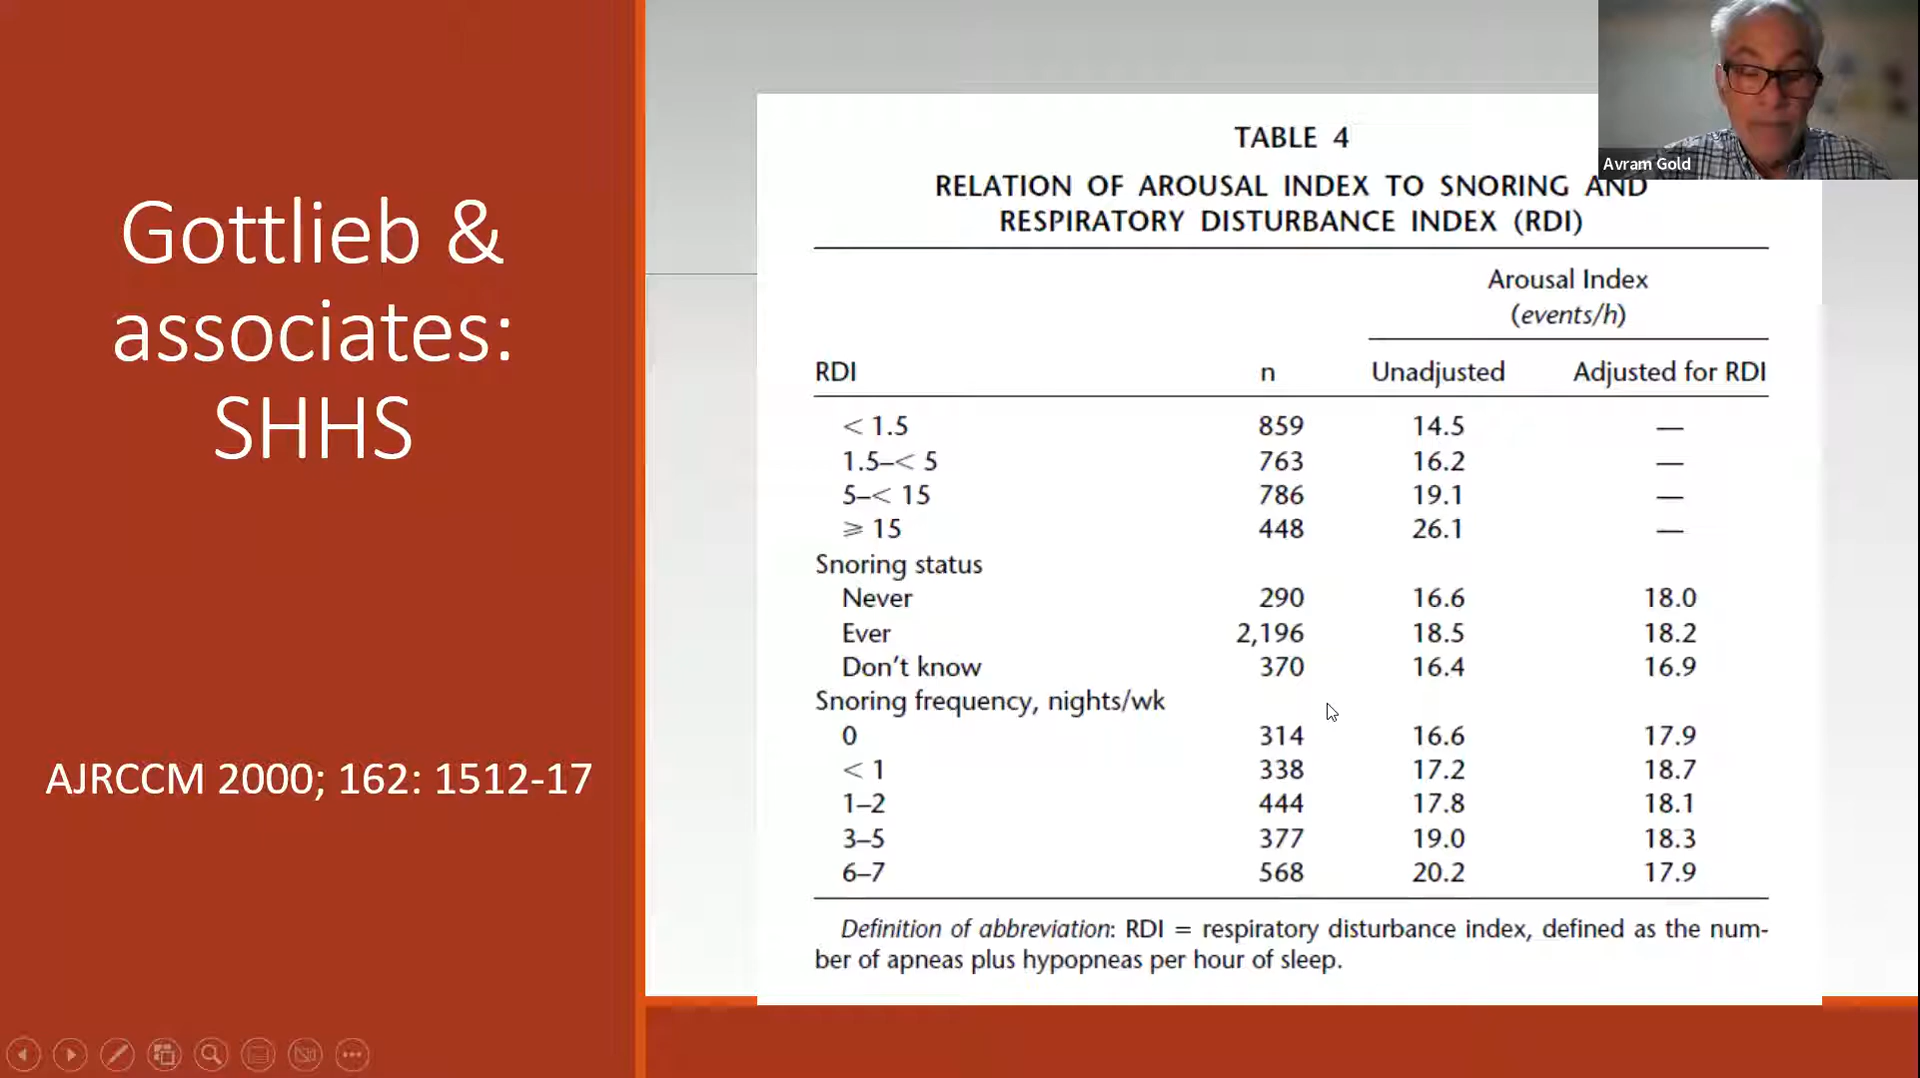 Gottlieb &
associates:
SHHS
AJRCCM 2000; 162: 1512-17
Avram Gold
TABLE 4
RELATION OF AROUSAL INDEX TO SNORING AND
RESPIRATORY DISTURBANCE INDEX (RDI)
Arousal Index
(events/h)
RDI n Unadjusted Adjusted for RDI
< 1.5 859 14.5 —
1.5–< 5 763 16.2 —
5–< 15 786 19.1 —
⩾ 15 448 26.1 —
Snoring status
Never 290 16.6 18.0
Ever 2,196 18.5 18.2
Don’t know 370 16.4 16.9
Snoring frequency, nights/wk
0 314 16.6 17.9
< 1 338 17.2 18.7
1–2 444 17.8 18.1
3–5 377 19.0 18.3
6–7 568 20.2 17.9
Definition of abbreviation: RDI = respiratory disturbance index, defined as the num-
ber of apneas plus hypopneas per hour of sleep.